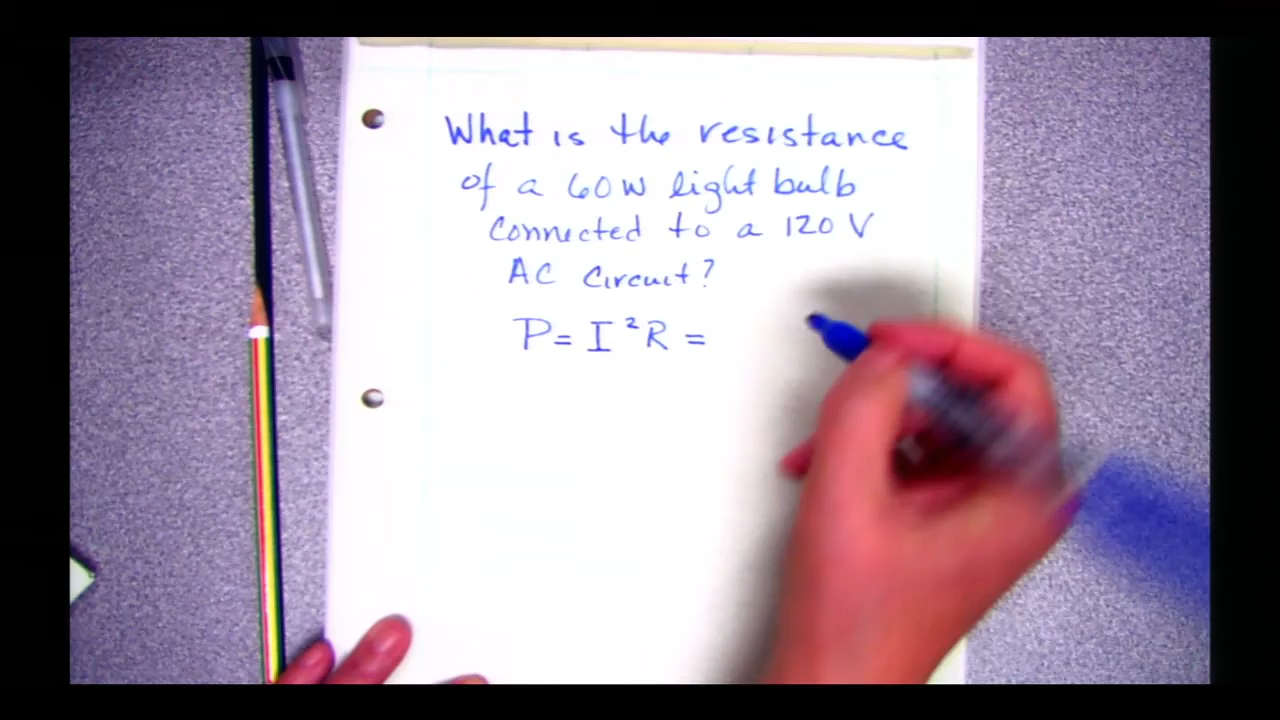 What is the resistance
of a 60W light bulb
connected to a 120 V
AC Circuit?
P = I²R =